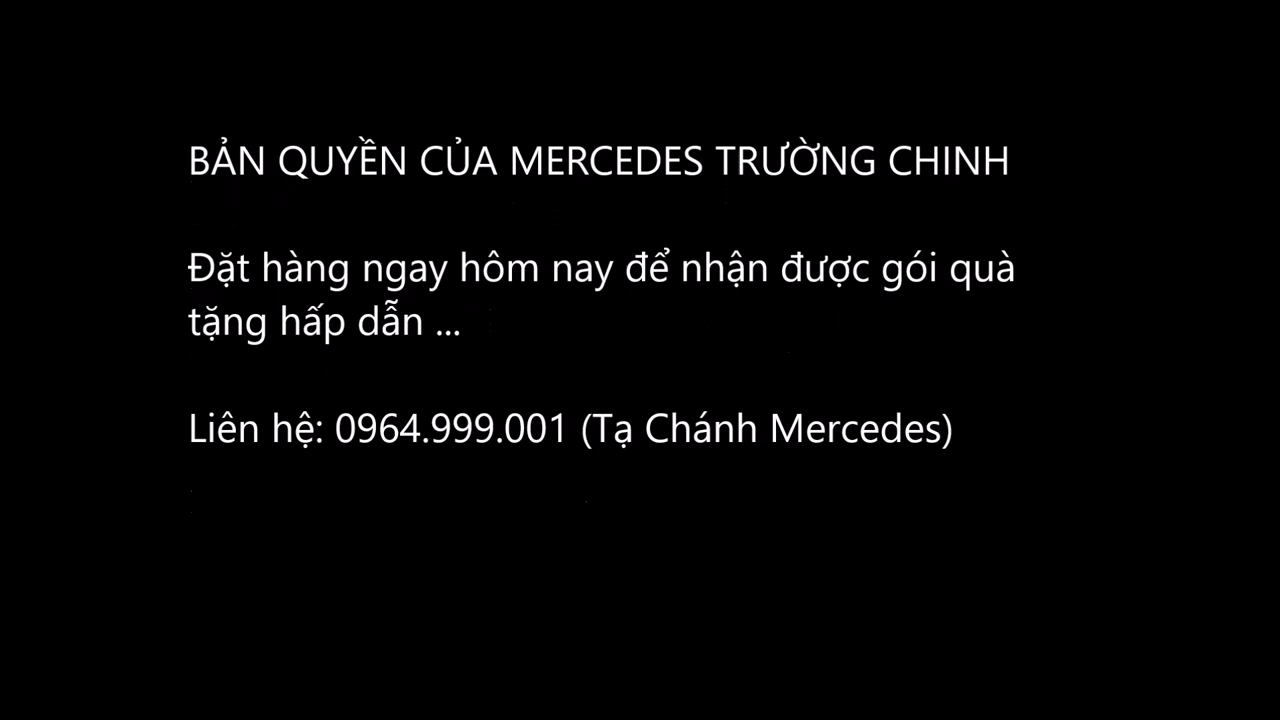 BẢN QUYỀN CỦA MERCEDES TRƯỜNG CHINH
Đặt hàng ngay hôm nay để nhận được gói quà
tặng hấp dẫn ...
Liên hệ: 0964.999.001 (Tạ Chánh Mercedes)